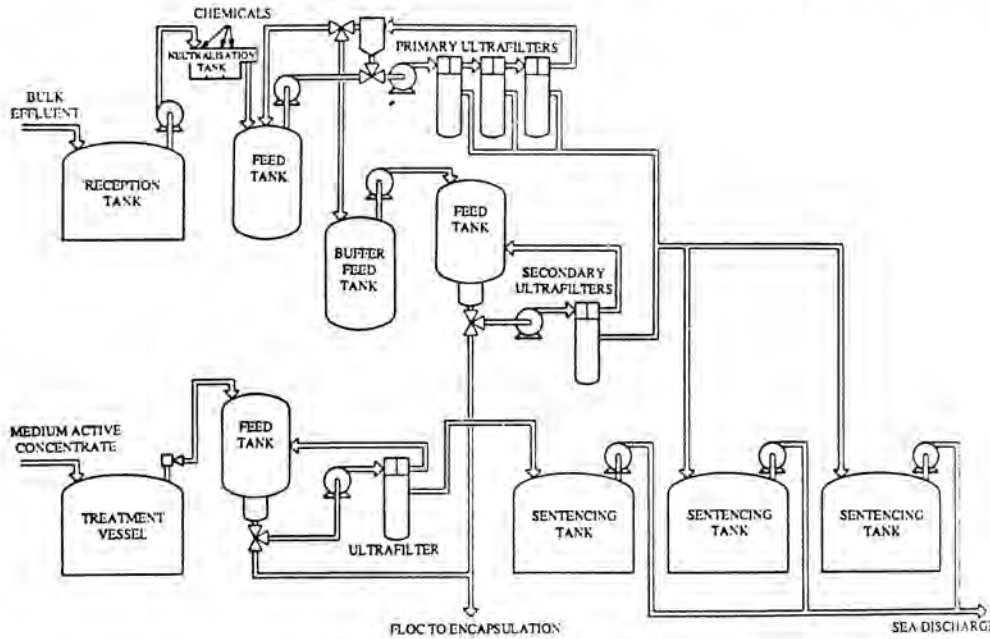 CHEMICALS
NEUTRALISATION
TANK
PRIMARY ULTRAFILTERS
BULK
EFFLUENT
RECEPTION
TANK
FEED
TANK
BUFFER
FEED
TANK
FEED
TANK
SECONDARY
ULTRAFILTERS
MEDIUM ACTIVE
CONCENTRATE
TREATMENT
VESSEL
FEED
TANK
ULTRAFILTER
SENTENCING
TANK
SENTENCING
TANK
SENTENCING
TANK
FLOC TO ENCAPSULATION
SEA DISCHARGE